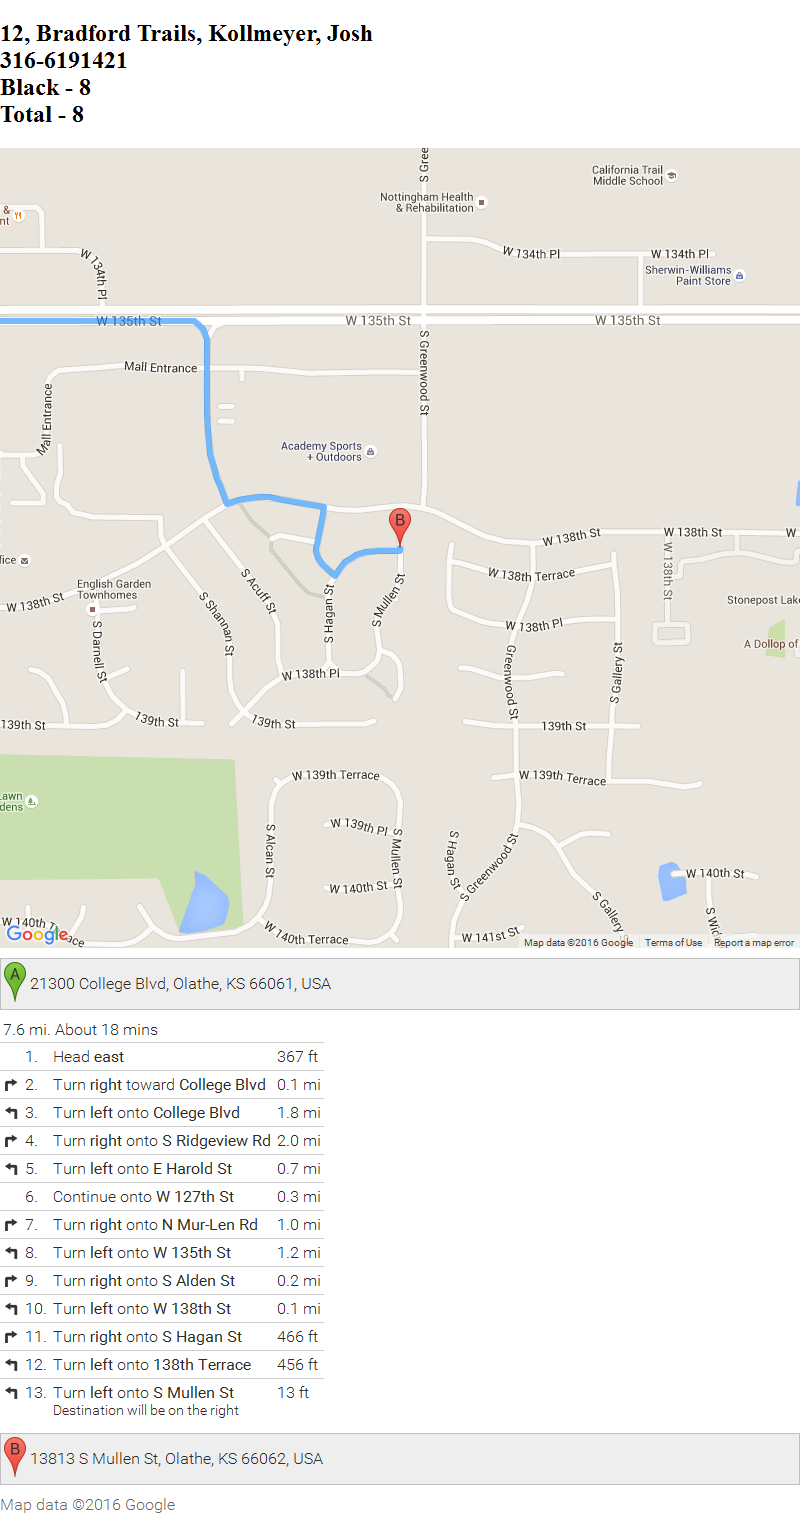 12, Bradford Trails, Kollmeyer, Josh
316-6191421
Black - 8
Total - 8
S Gree
California Trail
Middle School
Nottingham Health
& Rehabilitation
&
nt
W 134th Pl
W 134th Pl
W 134th Pl
Sherwin-Williams
Paint Store
W 135th St
W 135th St
W 135th St
S Greenwood St
Mall Entrance
Mall Entrance
Academy Sports
+ Outdoors
B
W 138th St
W 138th St
W
fice
W 138th St
W 138th Terrace
English Garden
Townhomes
S Acuff St
S Hagan St
S Mullen St
W 138th St
S Shannan St
Stonepost Lake
W 138th Pl
S Darnell St
A Dollop of
Greenwood St
S Gallery St
W 138th Pl
139th St
139th St
139th St
139th St
W 139th Terrace
W 139th Terrace
awn
dens
W 139th Pl
S Alcan St
S Mullen St
S Hagan St
S Greenwood St
W 140th St
W 140th St
S Gallery
S Wid
W 140th Te
ace
W 140th Terrace
W 141st St
Google
Map data ©2016 Google
Terms of Use
Report a map error
A
21300 College Blvd, Olathe, KS 66061, USA
7.6 mi. About 18 mins
1. Head east 367 ft
2. Turn right toward College Blvd 0.1 mi
3. Turn left onto College Blvd 1.8 mi
4. Turn right onto S Ridgeview Rd 2.0 mi
5. Turn left onto E Harold St 0.7 mi
6. Continue onto W 127th St 0.3 mi
7. Turn right onto N Mur-Len Rd 1.0 mi
8. Turn left onto W 135th St 1.2 mi
9. Turn right onto S Alden St 0.2 mi
10. Turn left onto W 138th St 0.1 mi
11. Turn right onto S Hagan St 466 ft
12. Turn left onto 138th Terrace 456 ft
13. Turn left onto S Mullen St 13 ft
Destination will be on the right
B
13813 S Mullen St, Olathe, KS 66062, USA
Map data ©2016 Google